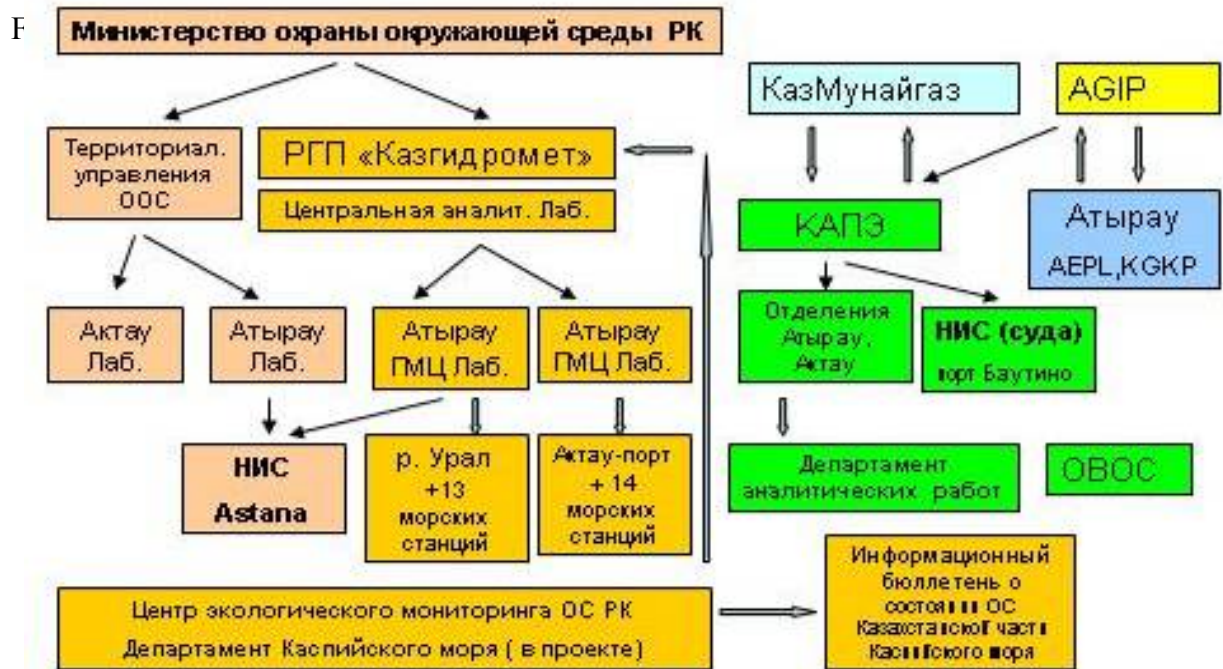 F
Министерство охраны окружающей среды РК
КазМунайгаз
AGIP
Территориал.
управления
ООС
РГП «Казгидромет»
Центральная аналит. Лаб.
КАПЭ
Атырау
AEPL,KGKP
Актау
Лаб.
Атырау
Лаб.
Атырау
ГМЦ Лаб.
Атырау
ГМЦ Лаб.
Отделения
Атырау,
Актау
НИС (суда)
порт Баутино
НИС
Astana
р. Урал
+13
морских
станций
Актау-порт
+ 14
морских
станций
Департамент
аналитических работ
ОВОС
Информационный
бюллетень о
состоянии ОС
Казахстанской части
Каспийского моря
Центр экологического мониторинга ОС РК
Департамент Каспийского моря ( в проекте)